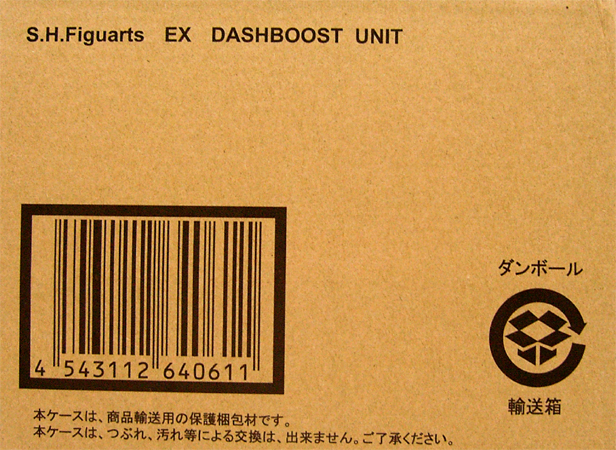 S.H.Figuarts EX DASHBOOST UNIT
ダンボール
4 543112 640611
輸送箱
本ケースは、商品輸送用の保護梱包材です。
本ケースは、つぶれ、汚れ等による交換は、出来ません。ご了承ください。